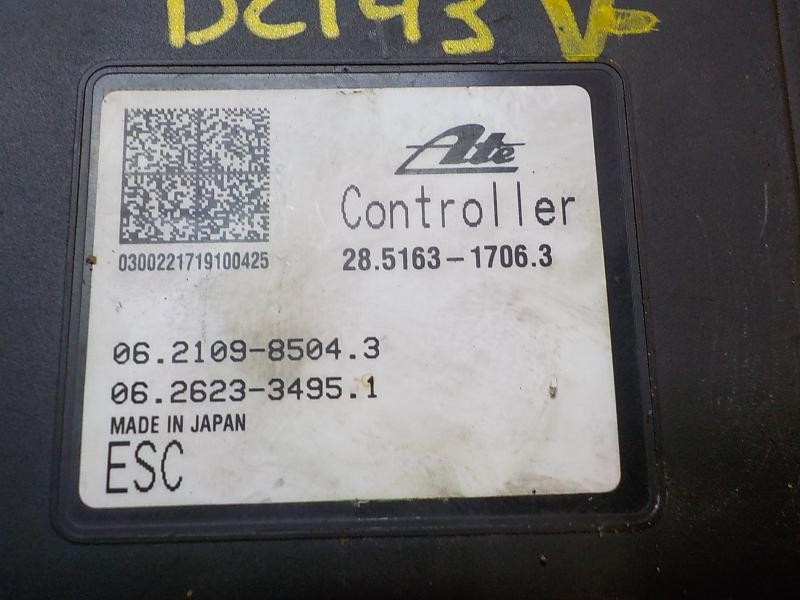 DC143 V
Ate
Controller
28.5163-1706.3
0300221719100425
06.2109-8504.3
06.2623-3495.1
MADE IN JAPAN
ESC